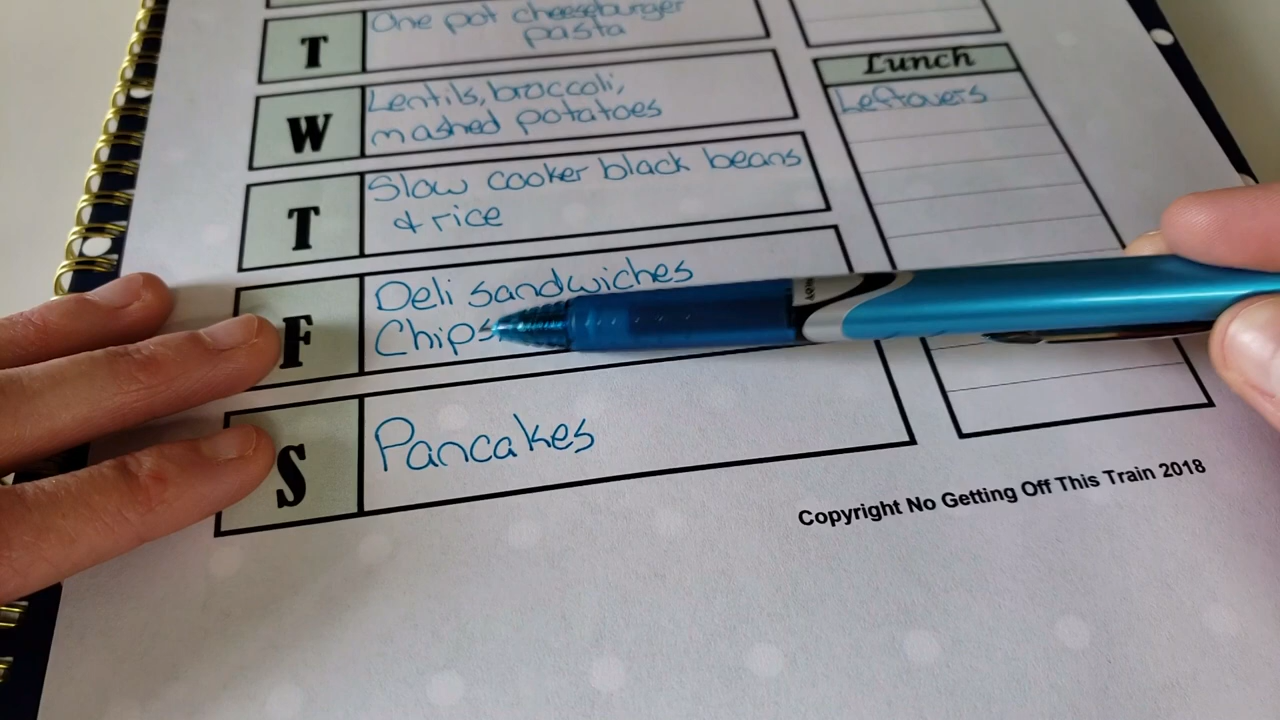 T
One pot cheeseburger
pasta
W
Lentils, broccoli,
mashed potatoes
T
Slow cooker black beans
& rice
F
Deli sandwiches
Chips
S
Pancakes
Lunch
Leftovers
Copyright No Getting Off This Train 2018